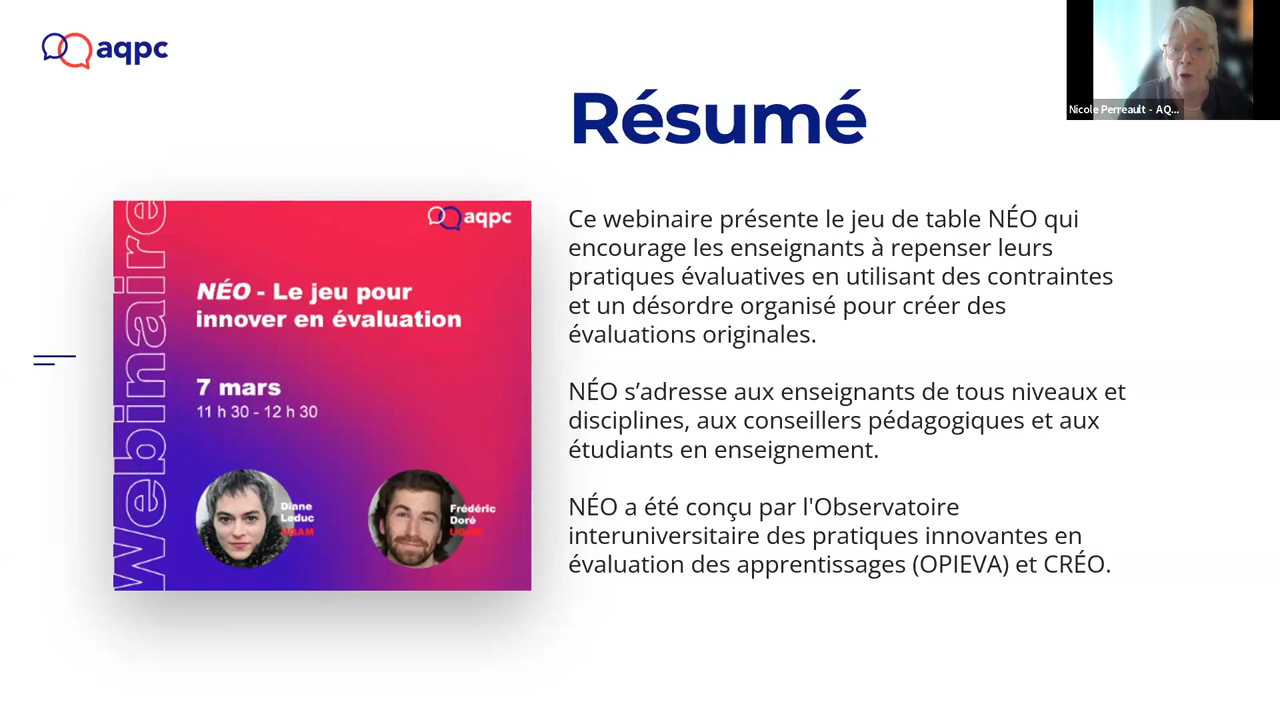 aqpc
Nicole Perreault - AQ...
Résumé
Webinaire
aqpc
NÉO - Le jeu pour
innover en évaluation
7 mars
11 h 30 - 12 h 30
Diane
Leduc
UQAM
Frédéric
Doré
Ce webinaire présente le jeu de table NÉO qui
encourage les enseignants à repenser leurs
pratiques évaluatives en utilisant des contraintes
et un désordre organisé pour créer des
évaluations originales.
NÉO s’adresse aux enseignants de tous niveaux et
disciplines, aux conseillers pédagogiques et aux
étudiants en enseignement.
NÉO a été conçu par l'Observatoire
interuniversitaire des pratiques innovantes en
évaluation des apprentissages (OPIEVA) et CRÉO.